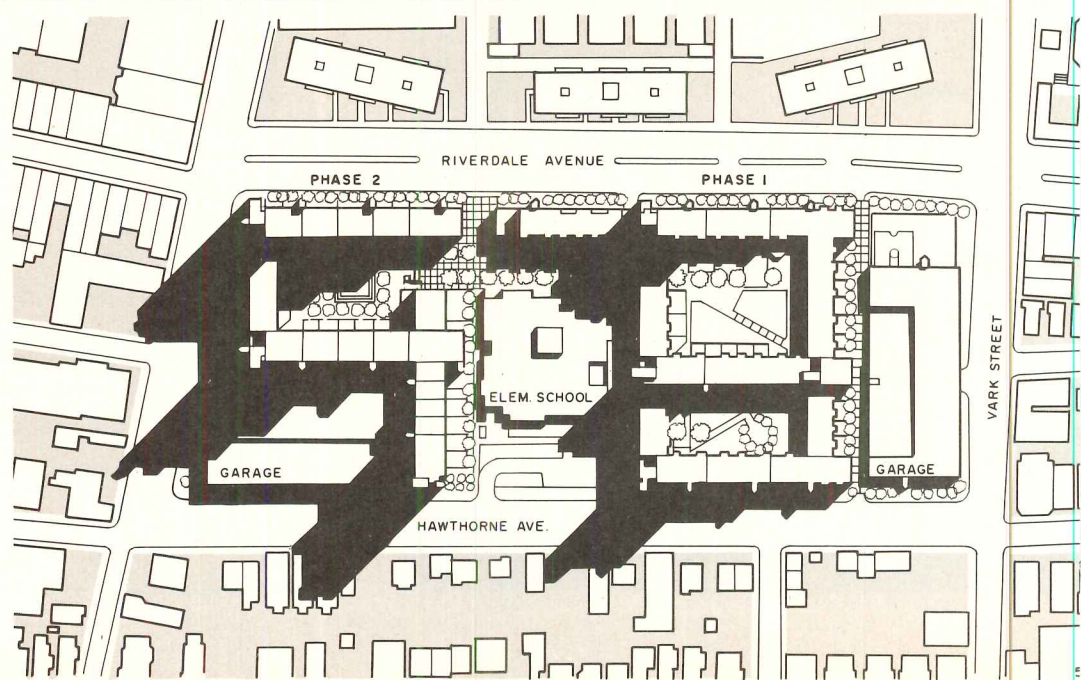 RIVERDALE AVENUE
PHASE 2
PHASE 1
VARK STREET
ELEM. SCHOOL
GARAGE
GARAGE
HAWTHORNE AVE.